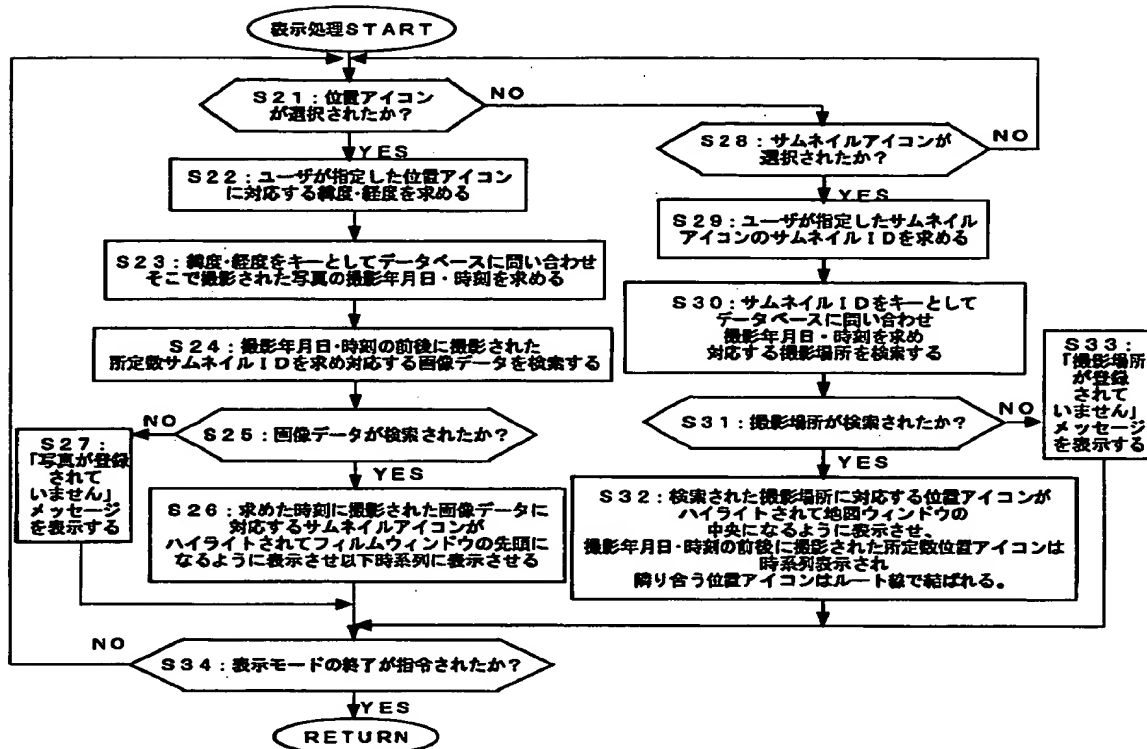 表示処理START
S21：位置アイコン
が選択されたか？
NO
YES
S22：ユーザが指定した位置アイコン
に対応する緯度・経度を求める
S23：緯度・経度をキーとしてデータベースに問い合わせ
そこで撮影された写真の撮影年月日・時刻を求める
S24：撮影年月日・時刻の前後に撮影された
所定数サムネイルIDを求め対応する画像データを検索する
S25：画像データが検索されたか？
NO
YES
S27：
「写真が登録
されて
いません」
メッセージ
を表示する
S26：求めた時刻に撮影された画像データに
対応するサムネイルアイコンが
ハイライトされてフィルムウィンドウの先頭に
なるように表示させ以下時系列に表示させる
S28：サムネイルアイコンが
選択されたか？
NO
YES
S29：ユーザが指定したサムネイル
アイコンのサムネイルIDを求める
S30：サムネイルIDをキーとして
データベースに問い合わせ
撮影年月日・時刻を求め
対応する撮影場所を検索する
S31：撮影場所が検索されたか？
NO
YES
S33：
「撮影場所
が登録
されて
いません」
メッセージ
を表示する
S32：検索された撮影場所に対応する位置アイコンが
ハイライトされて地図ウィンドウの
中央になるように表示させ、
撮影年月日・時刻の前後に撮影された所定数位置アイコンは
時系列表示され
隣り合う位置アイコンはルート線で結ばれる。
NO
S34：表示モードの終了が指令されたか？
YES
RETURN